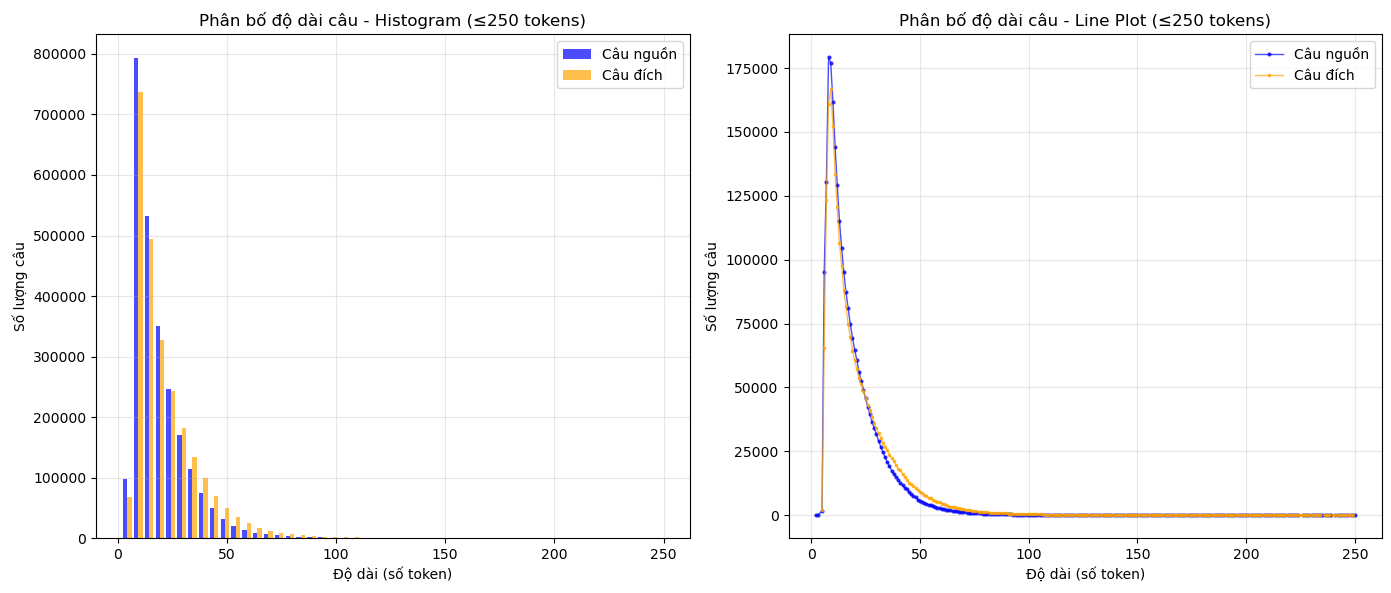 Phân bố độ dài câu - Histogram (≤250 tokens)
Số lượng câu
800000
700000
600000
500000
400000
300000
200000
100000
0
0 50 100 150 200 250
Độ dài (số token)
Câu nguồn
Câu đích
Phân bố độ dài câu - Line Plot (≤250 tokens)
Số lượng câu
175000
150000
125000
100000
75000
50000
25000
0
0 50 100 150 200 250
Độ dài (số token)
Câu nguồn
Câu đích